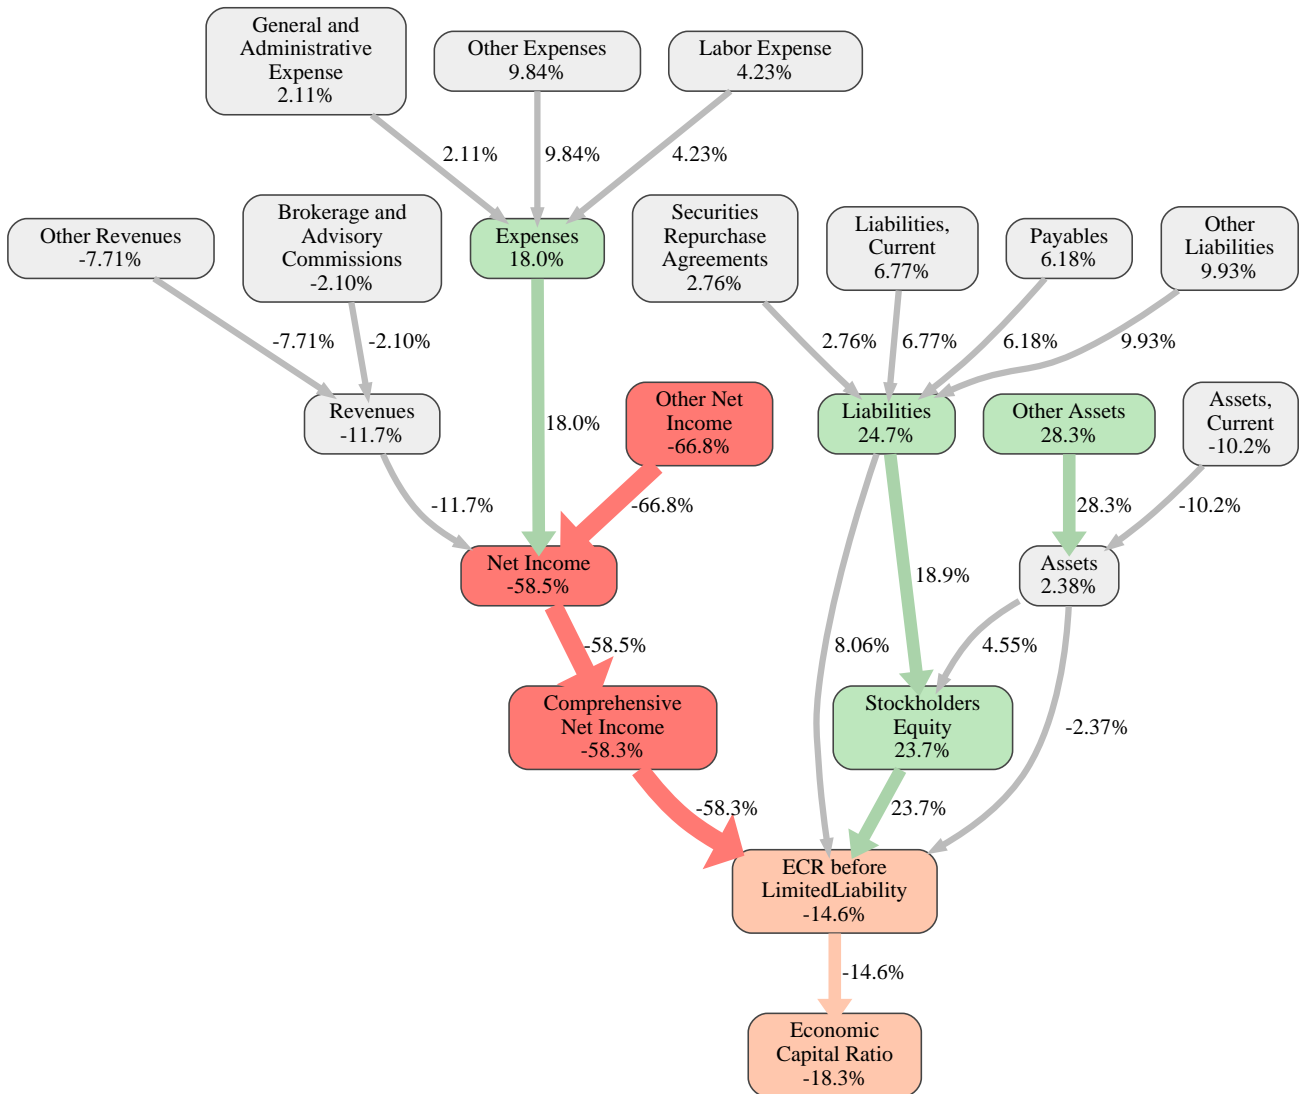 General and
Administrative
Expense
2.11%
Other Expenses
9.84%
Labor Expense
4.23%
2.11%
9.84%
4.23%
Other Revenues
-7.71%
Brokerage and
Advisory
Commissions
-2.10%
Expenses
18.0%
Securities
Repurchase
Agreements
2.76%
Liabilities,
Current
6.77%
Payables
6.18%
Other
Liabilities
9.93%
-7.71%
-2.10%
2.76%
6.77%
6.18%
9.93%
Revenues
-11.7%
18.0%
Other Net
Income
-66.8%
Liabilities
24.7%
Other Assets
28.3%
Assets,
Current
-10.2%
-11.7%
-66.8%
28.3%
-10.2%
Net Income
-58.5%
18.9%
Assets
2.38%
-58.5%
8.06%
4.55%
Comprehensive
Net Income
-58.3%
Stockholders
Equity
23.7%
-2.37%
-58.3%
23.7%
ECR before
LimitedLiability
-14.6%
-14.6%
Economic
Capital Ratio
-18.3%